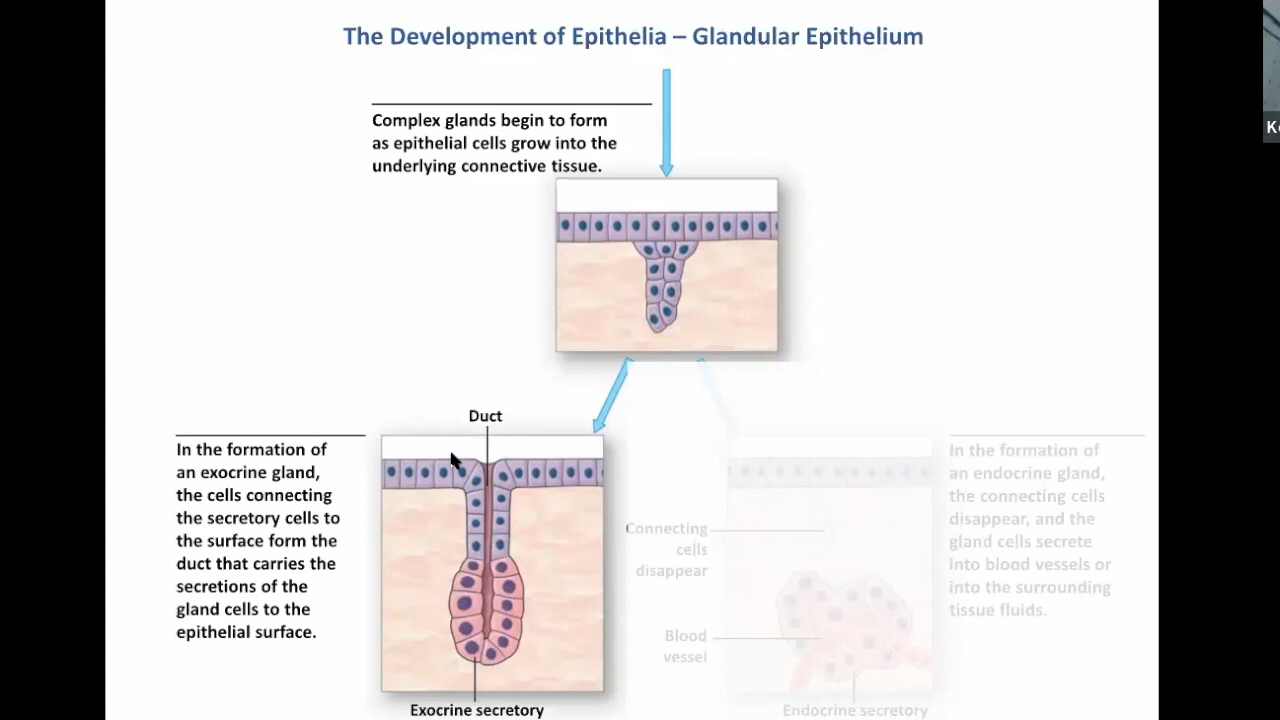 The Development of Epithelia – Glandular Epithelium
Complex glands begin to form
as epithelial cells grow into the
underlying connective tissue.
Duct
In the formation of
an exocrine gland,
the cells connecting
the secretory cells to
the surface form the
duct that carries the
secretions of the
gland cells to the
epithelial surface.
Exocrine secretory
Connecting
cells
disappear
Blood
vessel
Endocrine secretory
In the formation of
an endocrine gland,
the connecting cells
disappear, and the
gland cells secrete
into blood vessels or
into the surrounding
tissue fluids.